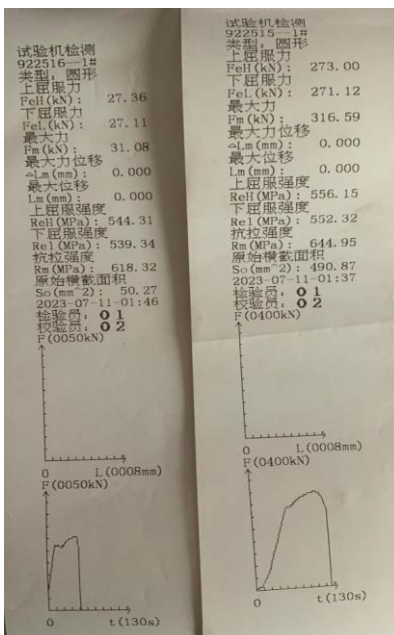 试验机检测
922516--1#
类型：圆形
上屈服力
FeH(kN): 27.36
下屈服力
FeL(kN): 27.11
最大力
Fm(kN): 31.08
最大力位移
△Lm(mm): 0.000
最大位移
Lm(mm): 0.000
上屈服强度
ReH(MPa): 544.31
下屈服强度
Rel(MPa): 539.34
抗拉强度
Rm(MPa): 618.32
原始横截面积
So(mm^2): 50.27
2023-07-11-01:46
检验员：01
校验员：02
F(0050kN)
0 L(0008mm)
F(0050kN)
0 t(130s)
试验机检测
922515--1#
类型：圆形
上屈服力
FeH(kN): 273.00
下屈服力
FeL(kN): 271.12
最大力
Fm(kN): 316.59
最大力位移
△Lm(mm): 0.000
最大位移
Lm(mm): 0.000
上屈服强度
ReH(MPa): 556.15
下屈服强度
Rel(MPa): 552.32
抗拉强度
Rm(MPa): 644.95
原始横截面积
So(mm^2): 490.87
2023-07-11-01:37
检验员：01
校验员：02
F(0400kN)
0 L(0008mm)
F(0400kN)
0 t(130s)